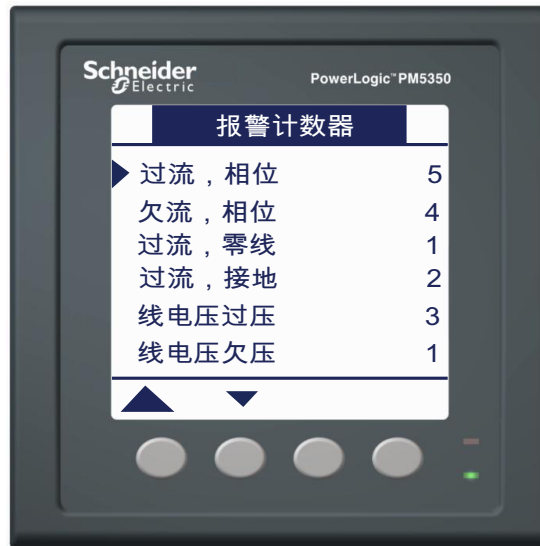 Schneider
Electric
PowerLogic™PM5350
报警计数器
过流，相位 5
欠流，相位 4
过流，零线 1
过流，接地 2
线电压过压 3
线电压欠压 1